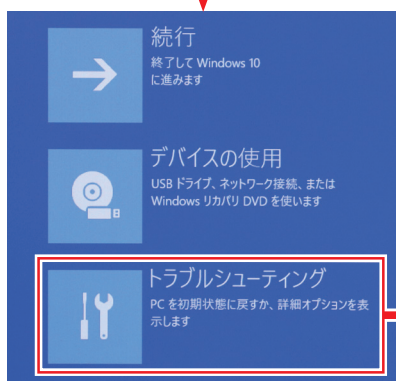 続行
終了して Windows 10
に進みます
デバイスの使用
USB ドライブ、ネットワーク接続、または
Windows リカバリ DVD を使います
トラブルシューティング
PC を初期状態に戻すか、詳細オプションを表
示します